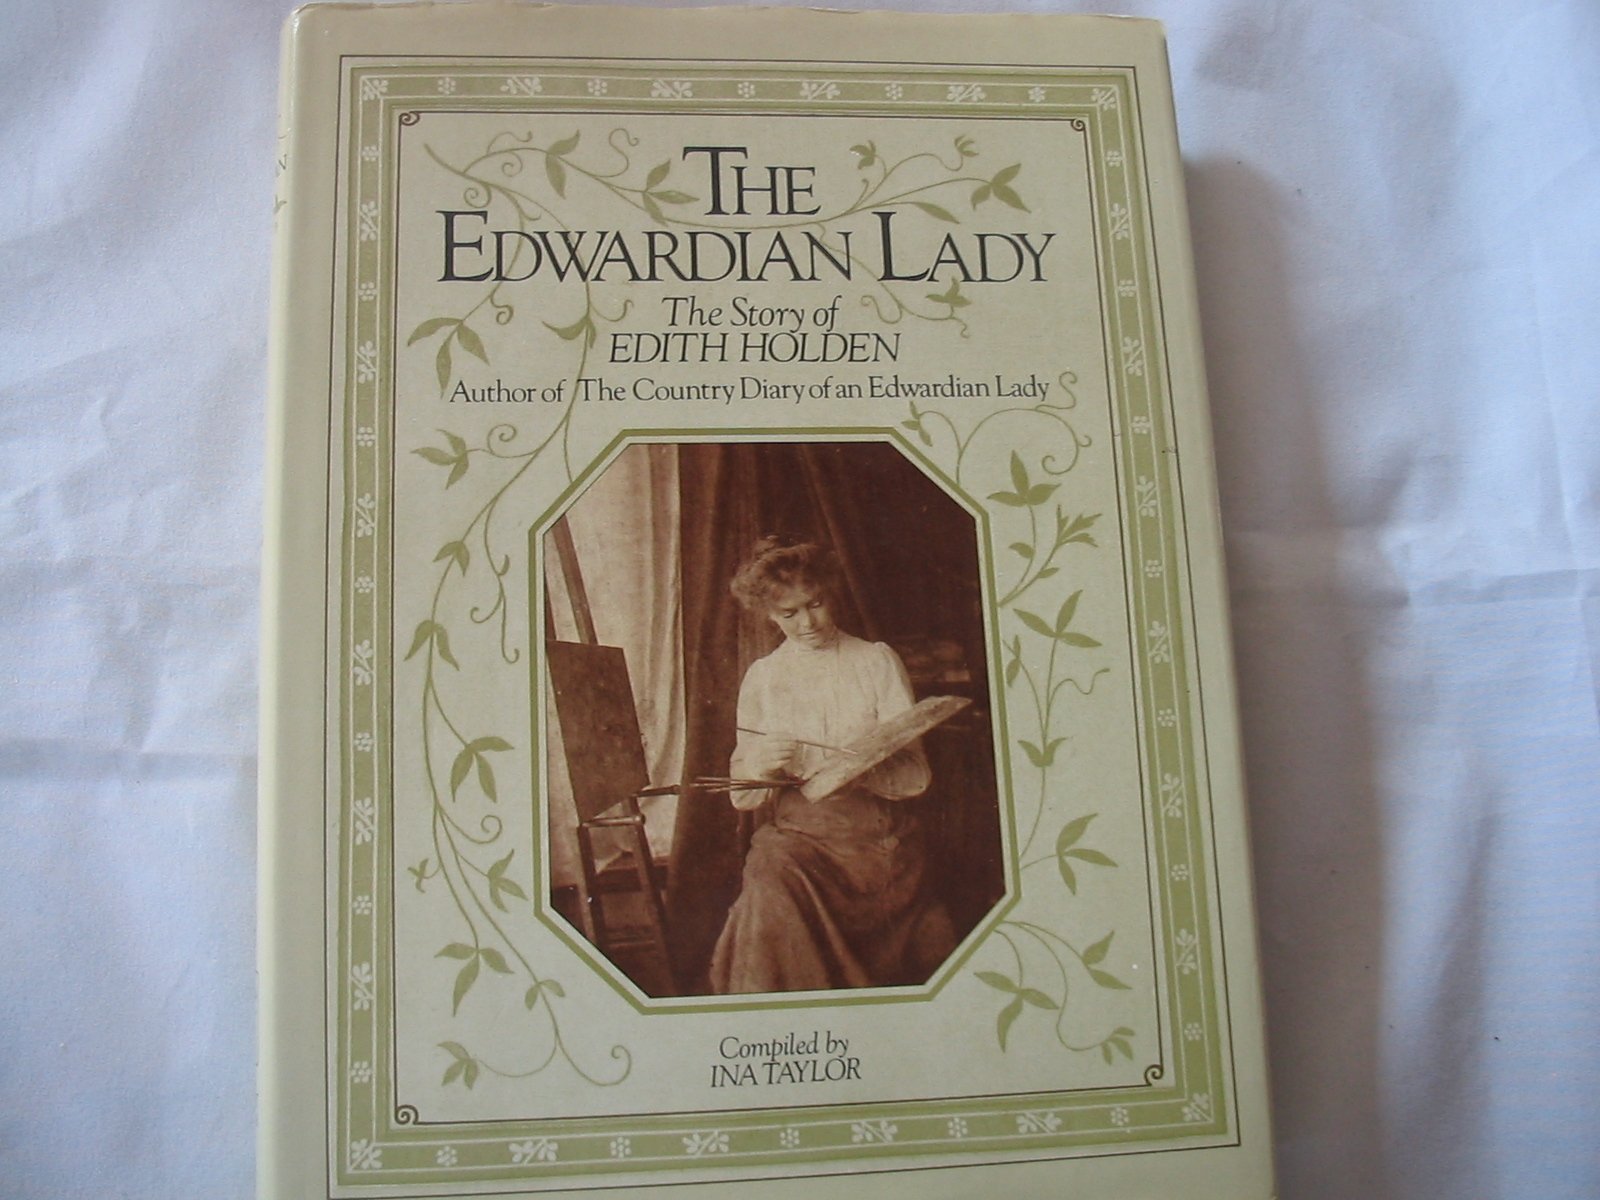 THE
EDWARDIAN LADY
The Story of
EDITH HOLDEN
Author of The Country Diary of an Edwardian Lady
Compiled by
INA TAYLOR